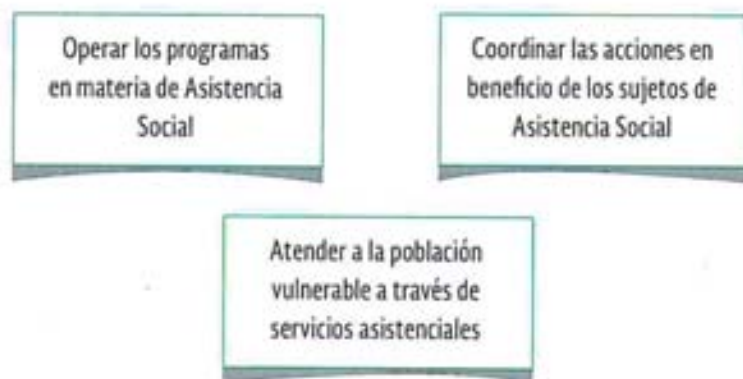 Operar los programas
en materia de Asistencia
Social
Coordinar las acciones en
beneficio de los sujetos de
Asistencia Social
Atender a la población
vulnerable a través de
servicios asistenciales